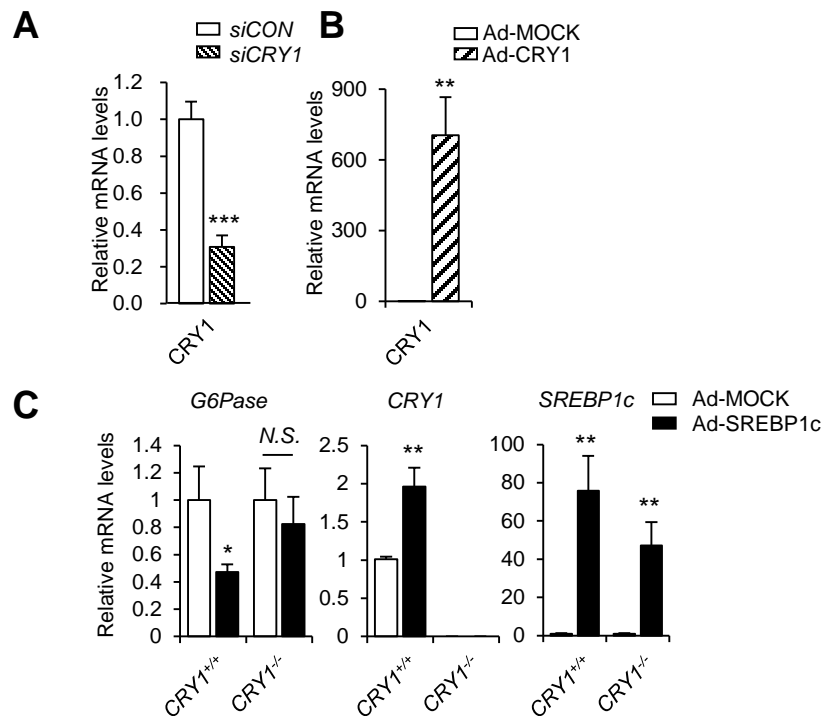 A
siCON
siCRY1
Relative mRNA levels
1.2
1.0
0.8
0.6
0.4
0.2
0.0
***
CRY1
B
Ad-MOCK
Ad-CRY1
Relative mRNA levels
900
600
300
0
**
CRY1
C
Ad-MOCK
Ad-SREBP1c
G6Pase
Relative mRNA levels
1.4
1.2
1
0.8
0.6
0.4
0.2
0
*
N.S.
CRY1+/+
CRY1-/-
CRY1
2.5
2
1.5
1
0.5
0
**
CRY1+/+
CRY1-/-
SREBP1c
100
80
60
40
20
0
**
**
CRY1+/+
CRY1-/-